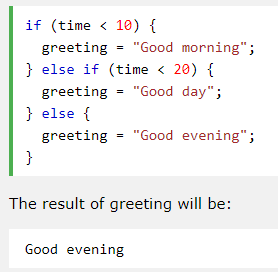 if (time < 10) {
  greeting = "Good morning";
} else if (time < 20) {
  greeting = "Good day";
} else {
  greeting = "Good evening";
}
The result of greeting will be:
Good evening